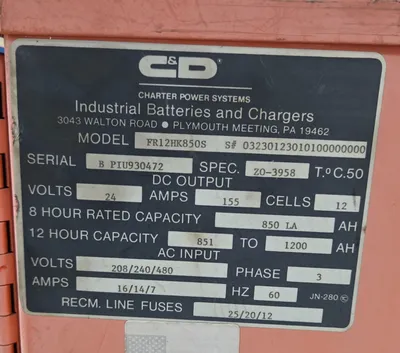 C&D
CHARTER POWER SYSTEMS
Industrial Batteries and Chargers
3043 WALTON ROAD ● PLYMOUTH MEETING, PA 19462
MODEL FR12HK850S S# 03230123010100000000
SERIAL B PIU930472 SPEC. ZO-3958 T.ºC.50
DC OUTPUT
VOLTS 24 AMPS 155 CELLS 12
8 HOUR RATED CAPACITY 850 LA AH
12 HOUR CAPACITY 851 TO 1200 AH
AC INPUT
VOLTS 208/240/480 PHASE 3
AMPS 16/14/7 HZ 60 JN-280 ©
RECM. LINE FUSES 25/20/12